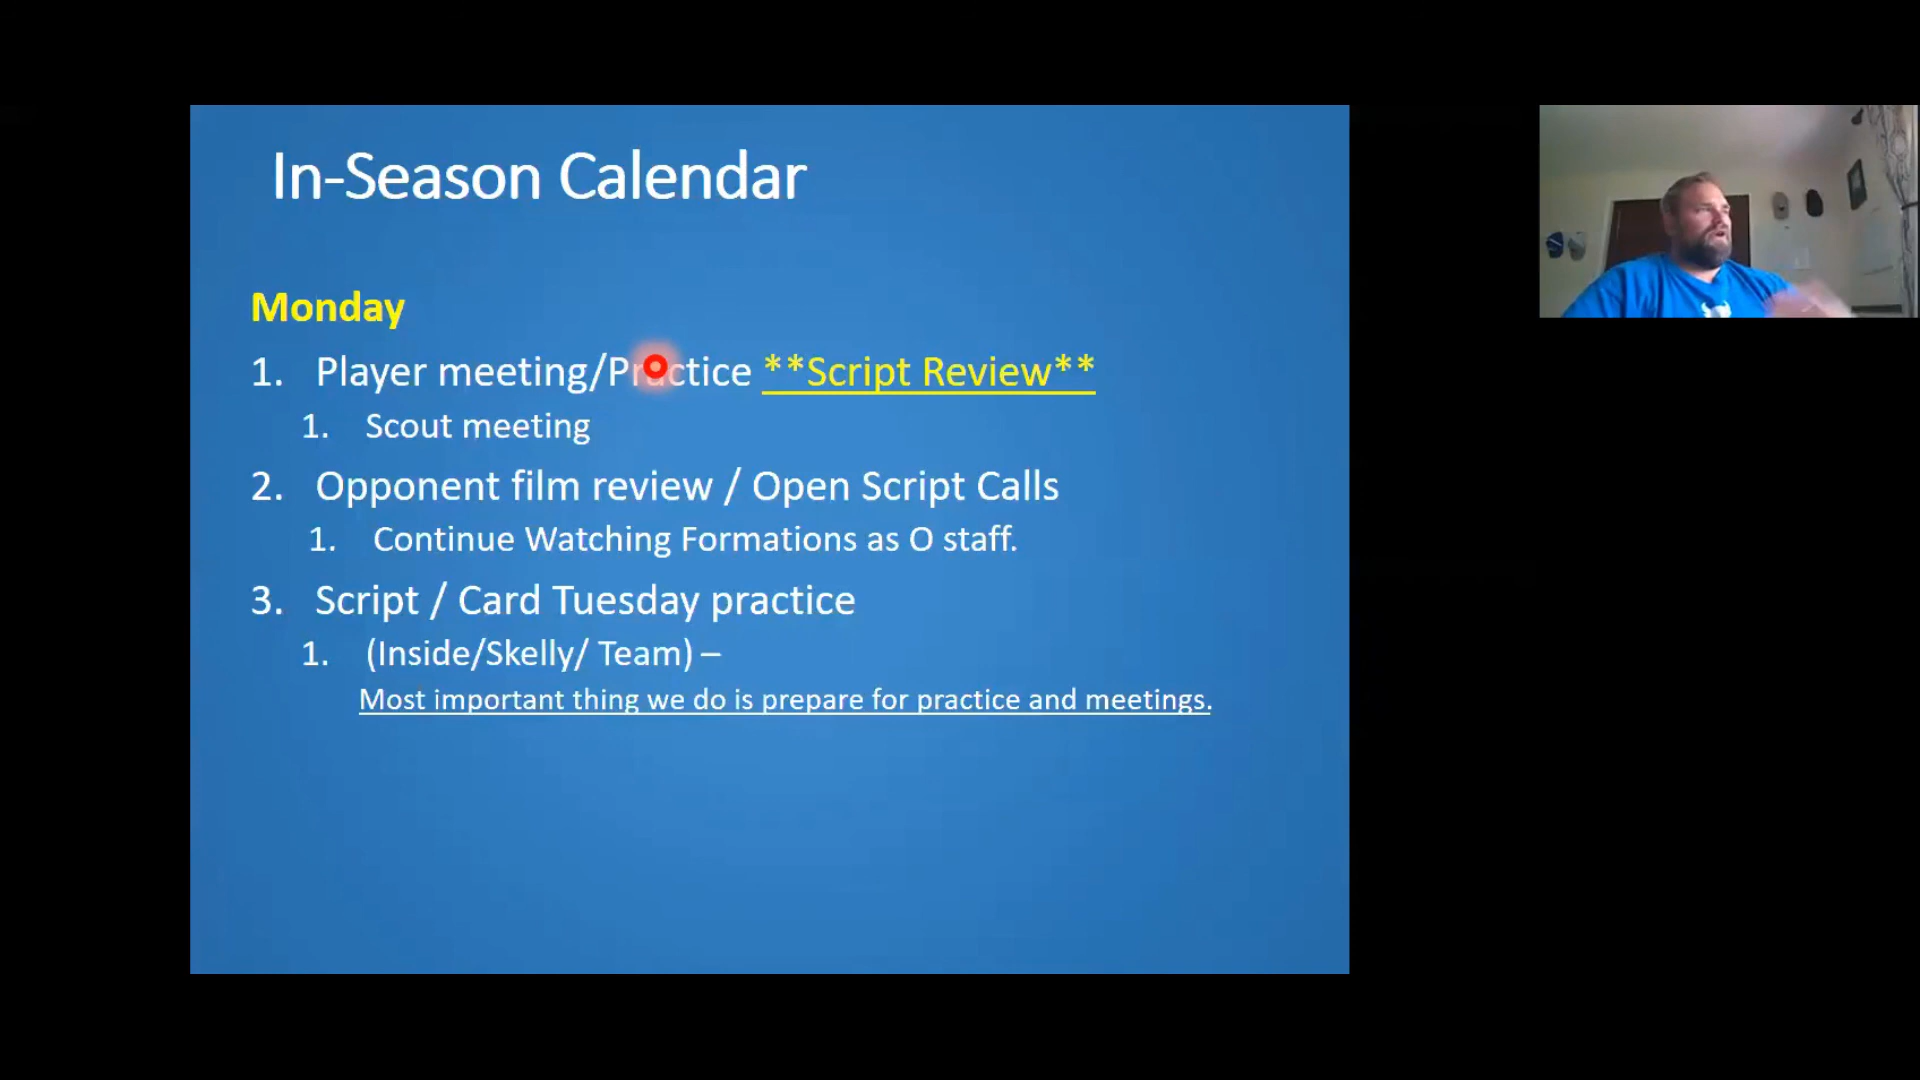 In-Season Calendar
Monday
1. Player meeting/Practice **Script Review**
1. Scout meeting
2. Opponent film review / Open Script Calls
1. Continue Watching Formations as O staff.
3. Script / Card Tuesday practice
1. (Inside/Skelly/ Team) –
Most important thing we do is prepare for practice and meetings.